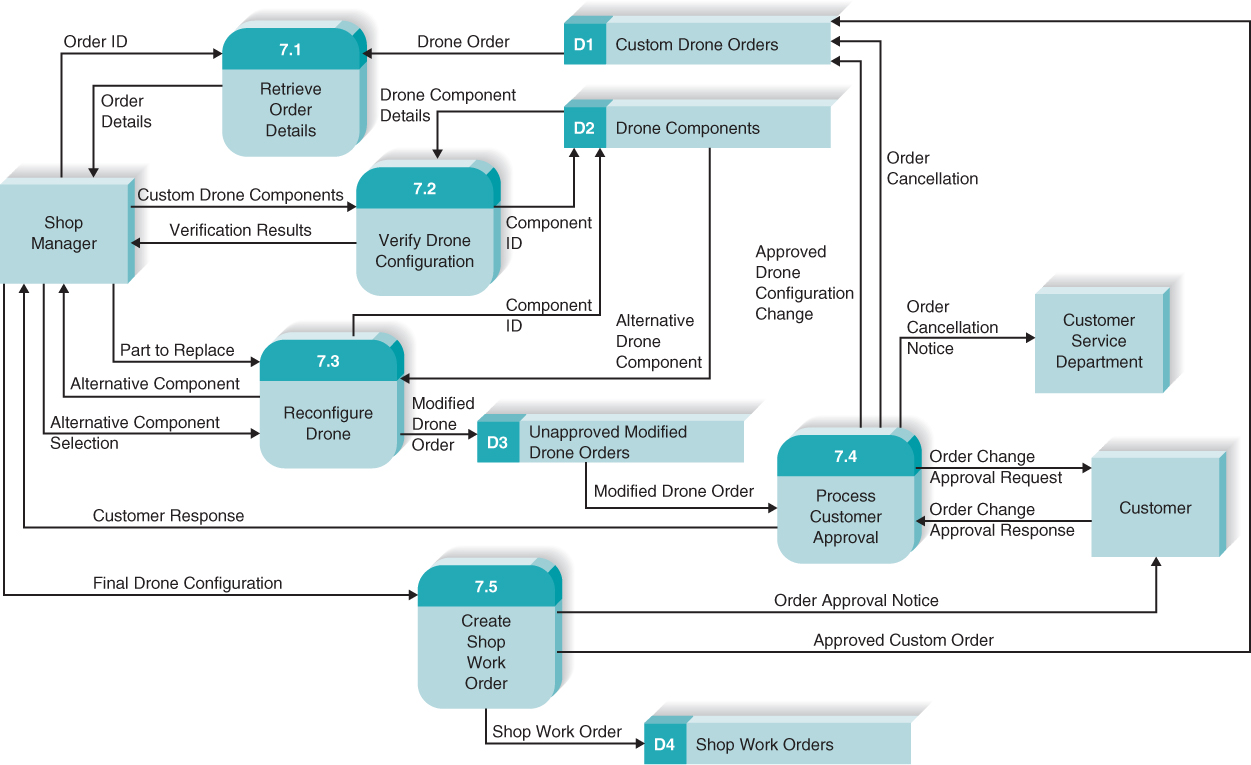 Order ID
7.1
Retrieve
Order
Details
Drone Order
D1
Custom Drone Orders
Order
Details
Drone Component
Details
D2
Drone Components
Shop
Manager
Custom Drone Components
Verification Results
7.2
Verify Drone
Configuration
Component
ID
Component
ID
Order
Cancellation
Approved
Drone
Configuration
Change
Alternative
Drone
Component
Order
Cancellation
Notice
Customer
Service
Department
Part to Replace
Alternative Component
Alternative Component
Selection
7.3
Reconfigure
Drone
Modified
Drone
Order
D3
Unapproved Modified
Drone Orders
Modified Drone Order
7.4
Process
Customer
Approval
Order Change
Approval Request
Order Change
Approval Response
Customer
Customer Response
Final Drone Configuration
7.5
Create
Shop
Work
Order
Order Approval Notice
Approved Custom Order
Shop Work Order
D4
Shop Work Orders